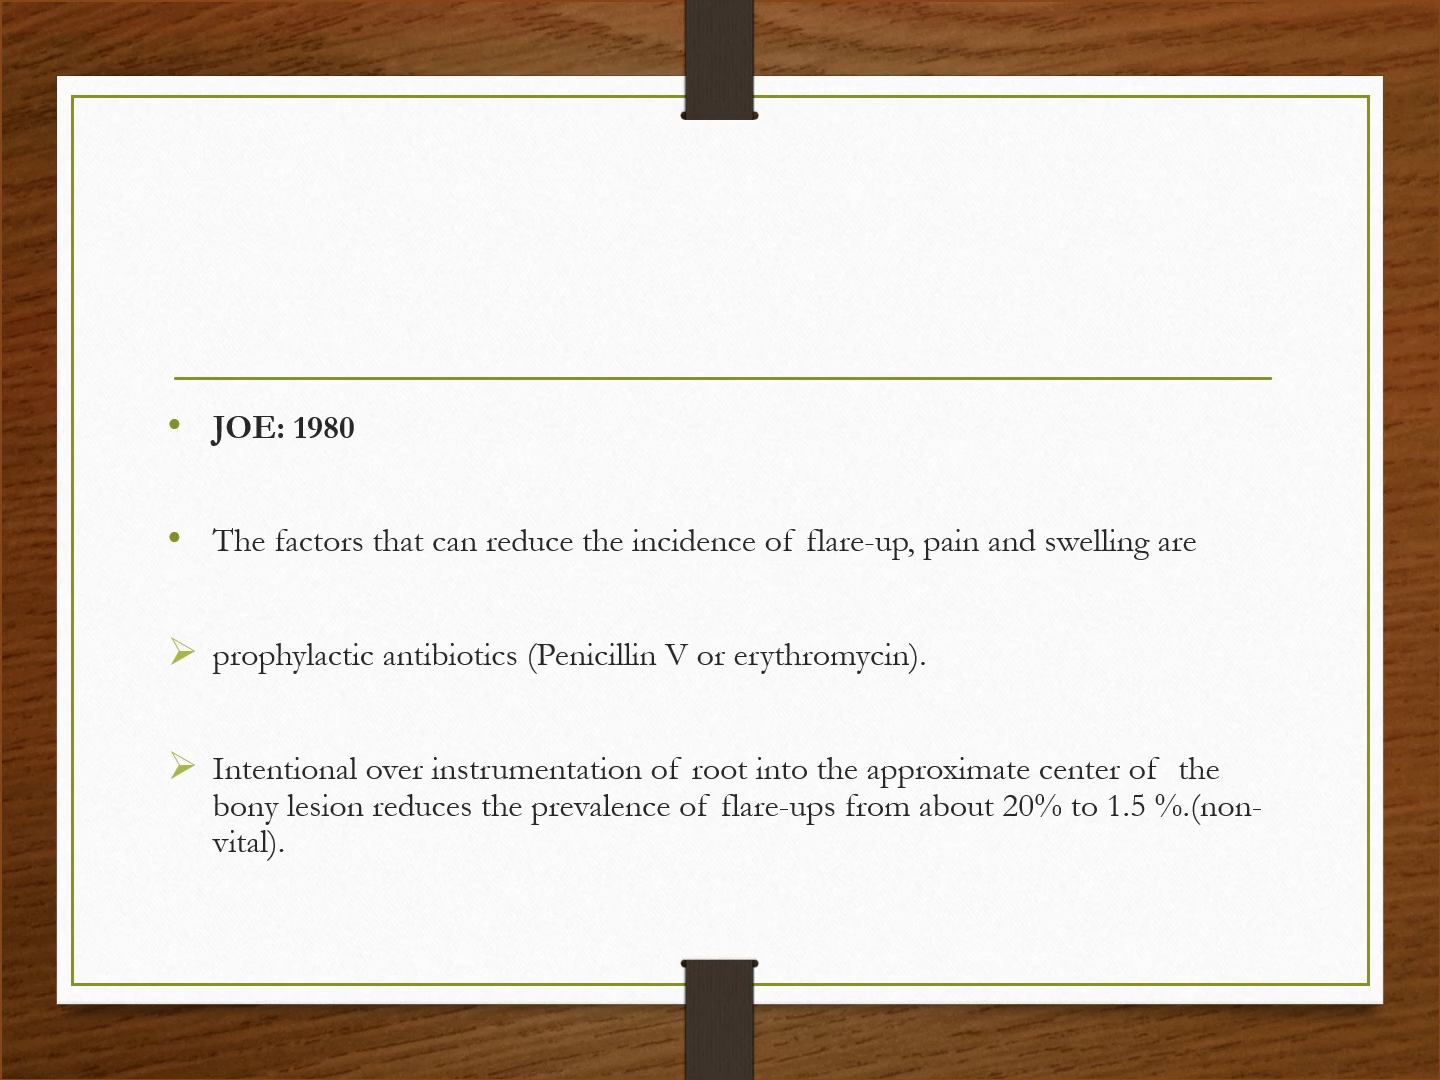 JOE: 1980
The factors that can reduce the incidence of flare-up, pain and swelling are
prophylactic antibiotics (Penicillin V or erythromycin).
Intentional over instrumentation of root into the approximate center of the
bony lesion reduces the prevalence of flare-ups from about 20% to 1.5 %.(non-
vital).